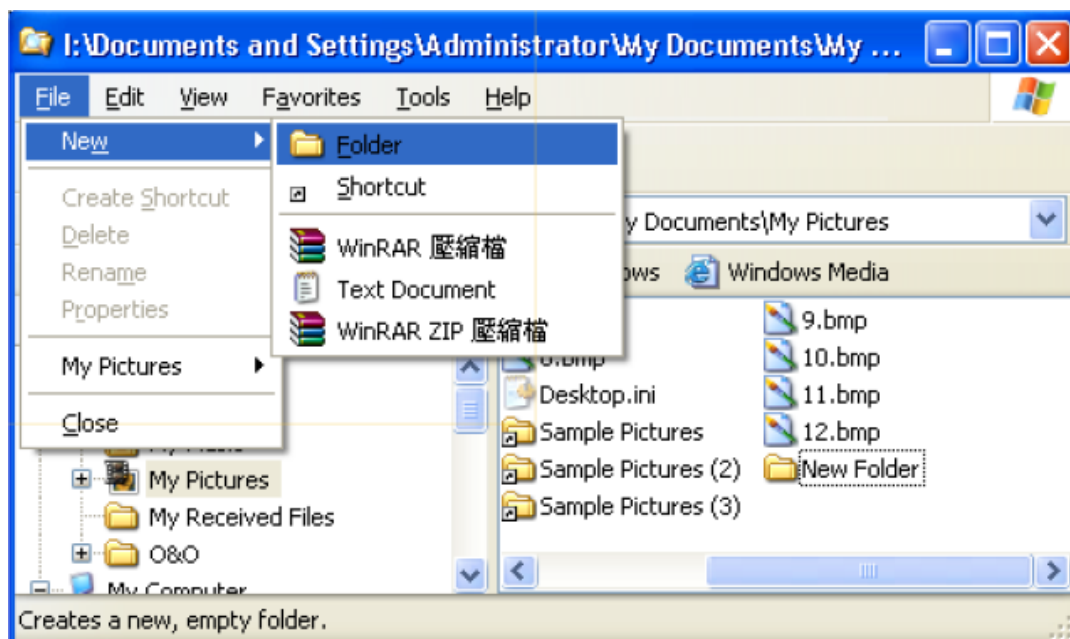 I:\Documents and Settings\Administrator\My Documents\My ...
File Edit View Favorites Tools Help
New
Create Shortcut
Delete
Rename
Properties
My Pictures
Close
Folder
Shortcut
WinRAR 壓縮檔
Text Document
WinRAR ZIP 壓縮檔
y Documents\My Pictures
ows Windows Media
Desktop.ini
Sample Pictures
Sample Pictures (2)
Sample Pictures (3)
9.bmp
10.bmp
11.bmp
12.bmp
New Folder
My Pictures
My Received Files
O&O
My Computer
Creates a new, empty folder.